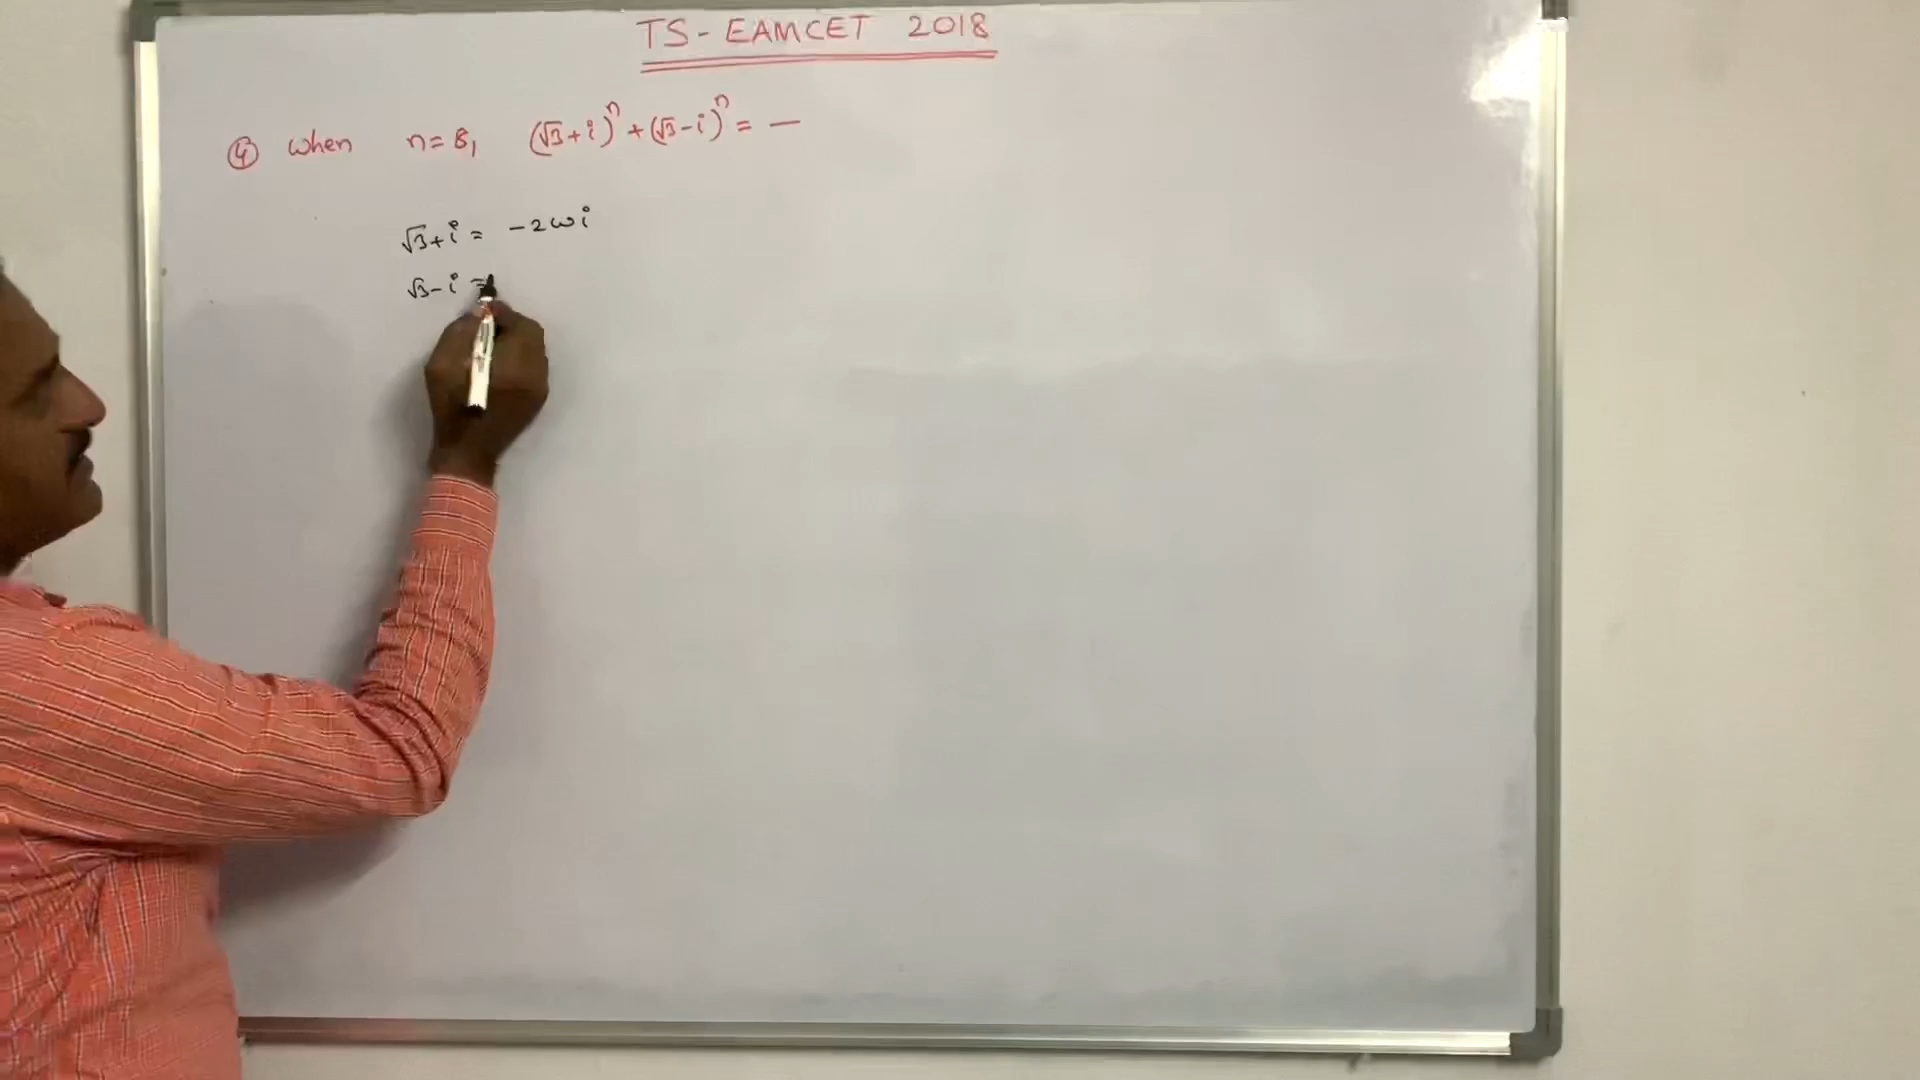 TS-EAMCET 2018
④ when n=8, (√3+i)ⁿ+(√3-i)ⁿ = —
√3+i = -2ωi
√3-i =